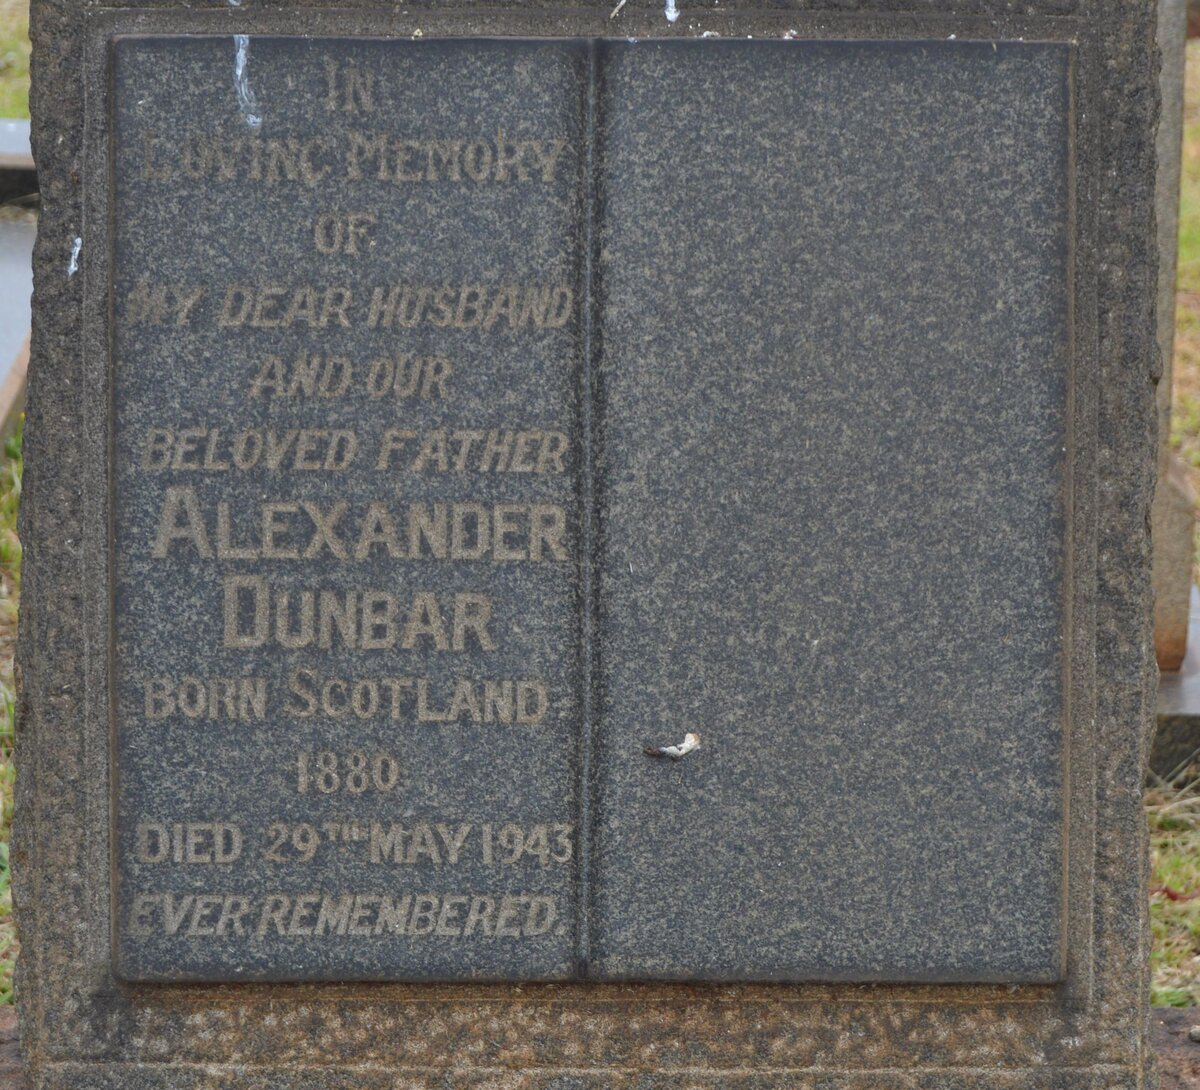 IN
LOVING MEMORY
OF
MY DEAR HUSBAND
AND OUR
BELOVED FATHER
ALEXANDER
DUNBAR
BORN SCOTLAND
1880
DIED 29TH MAY 1943
EVER REMEMBERED.